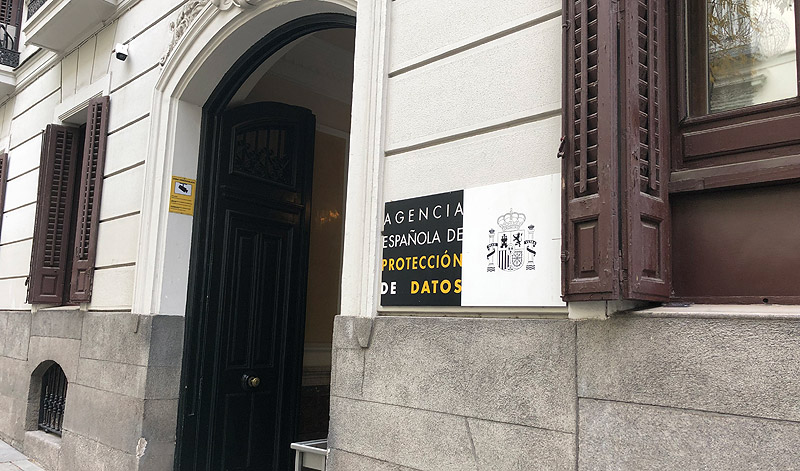 AGENCIA
ESPAÑOLA DE
PROTECCIÓN
DE DATOS